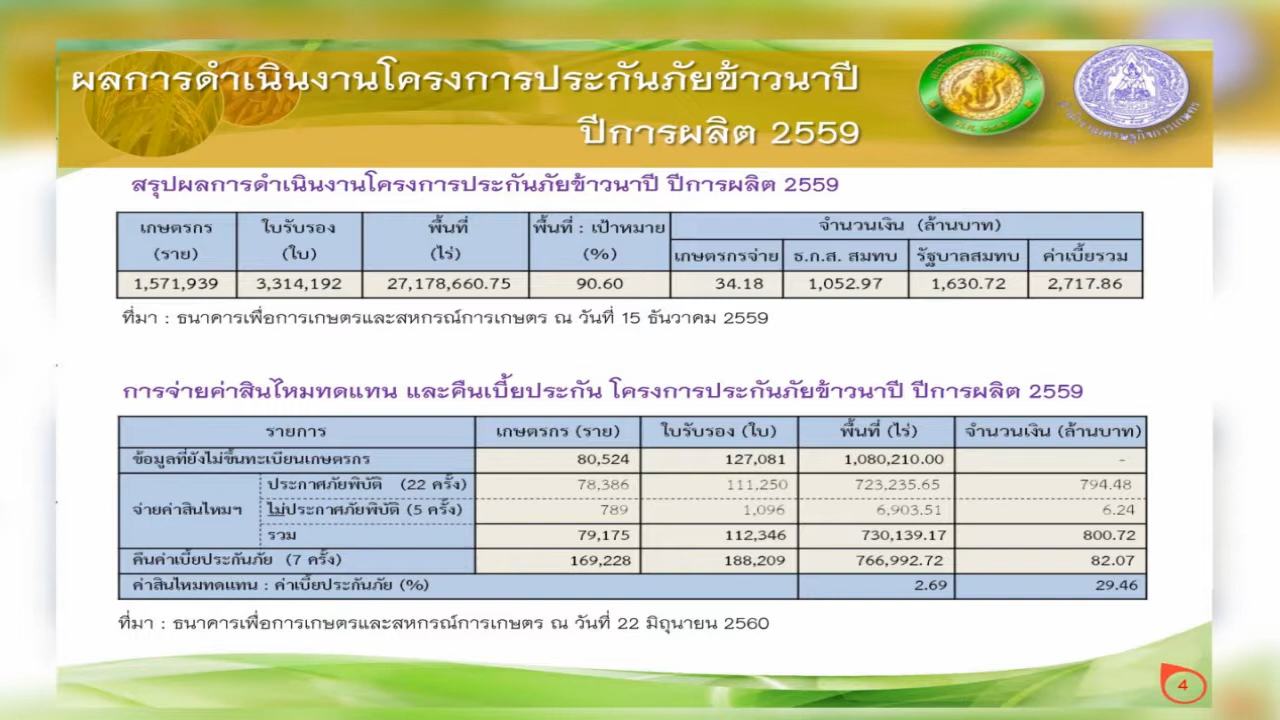 ผลการดำเนินงานโครงการประกันภัยข้าวนาปี
ปีการผลิต 2559
สรุปผลการดำเนินงานโครงการประกันภัยข้าวนาปี ปีการผลิต 2559
เกษตรกร (ราย) ใบรับรอง (ใบ) พื้นที่ (ไร่) พื้นที่ : เป้าหมาย (%) จำนวนเงิน (ล้านบาท)
เกษตรกรจ่าย ธ.ก.ส. สมทบ รัฐบาลสมทบ ค่าเบี้ยรวม
1,571,939 3,314,192 27,178,660.75 90.60 34.18 1,052.97 1,630.72 2,717.86
ที่มา : ธนาคารเพื่อการเกษตรและสหกรณ์การเกษตร ณ วันที่ 15 ธันวาคม 2559
การจ่ายค่าสินไหมทดแทน และคืนเบี้ยประกัน โครงการประกันภัยข้าวนาปี ปีการผลิต 2559
รายการ เกษตรกร (ราย) ใบรับรอง (ใบ) พื้นที่ (ไร่) จำนวนเงิน (ล้านบาท)
ข้อมูลที่ยังไม่ขึ้นทะเบียนเกษตรกร 80,524 127,081 1,080,210.00 -
ประกาศภัยพิบัติ (22 ครั้ง) 78,386 111,250 723,235.65 794.48
จ่ายค่าสินไหมฯ ไม่ประกาศภัยพิบัติ (5 ครั้ง) 789 1,096 6,903.51 6.24
รวม 79,175 112,346 730,139.17 800.72
คืนค่าเบี้ยประกันภัย (7 ครั้ง) 169,228 188,209 766,992.72 82.07
ค่าสินไหมทดแทน : ค่าเบี้ยประกันภัย (%) 2.69 29.46
ที่มา : ธนาคารเพื่อการเกษตรและสหกรณ์การเกษตร ณ วันที่ 22 มิถุนายน 2560
4